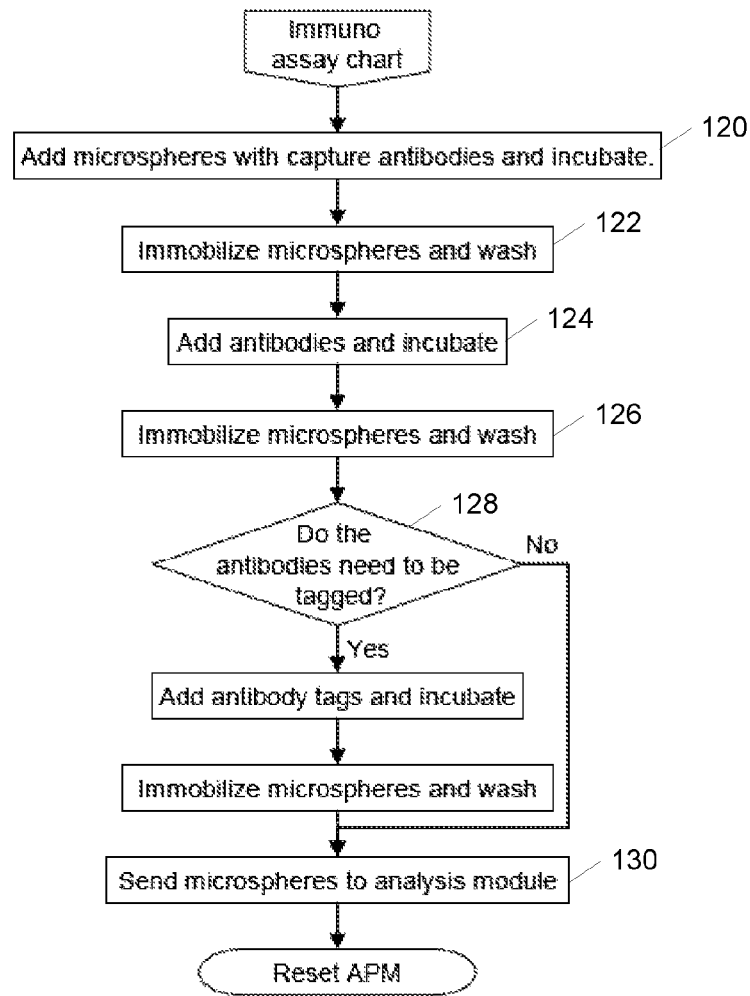 Immuno
assay chart
120
Add microspheres with capture antibodies and incubate.
122
Immobilize microspheres and wash
124
Add antibodies and incubate
126
Immobilize microspheres and wash
128
Do the
antibodies need to be
tagged?
No
Yes
Add antibody tags and incubate
Immobilize microspheres and wash
130
Send microspheres to analysis module
Reset APM